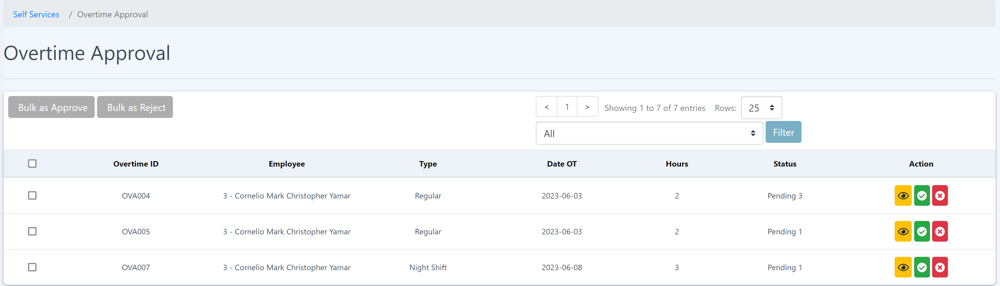 Self Services / Overtime Approval
Overtime Approval
Bulk as Approve Bulk as Reject < 1 > Showing 1 to 7 of 7 entries Rows: 25
All Filter
Overtime ID Employee Type Date OT Hours Status Action
OVA004 3 - Cornelio Mark Christopher Yamar Regular 2023-06-03 2 Pending 3
OVA005 3 - Cornelio Mark Christopher Yamar Regular 2023-06-03 2 Pending 1
OVA007 3 - Cornelio Mark Christopher Yamar Night Shift 2023-06-08 3 Pending 1